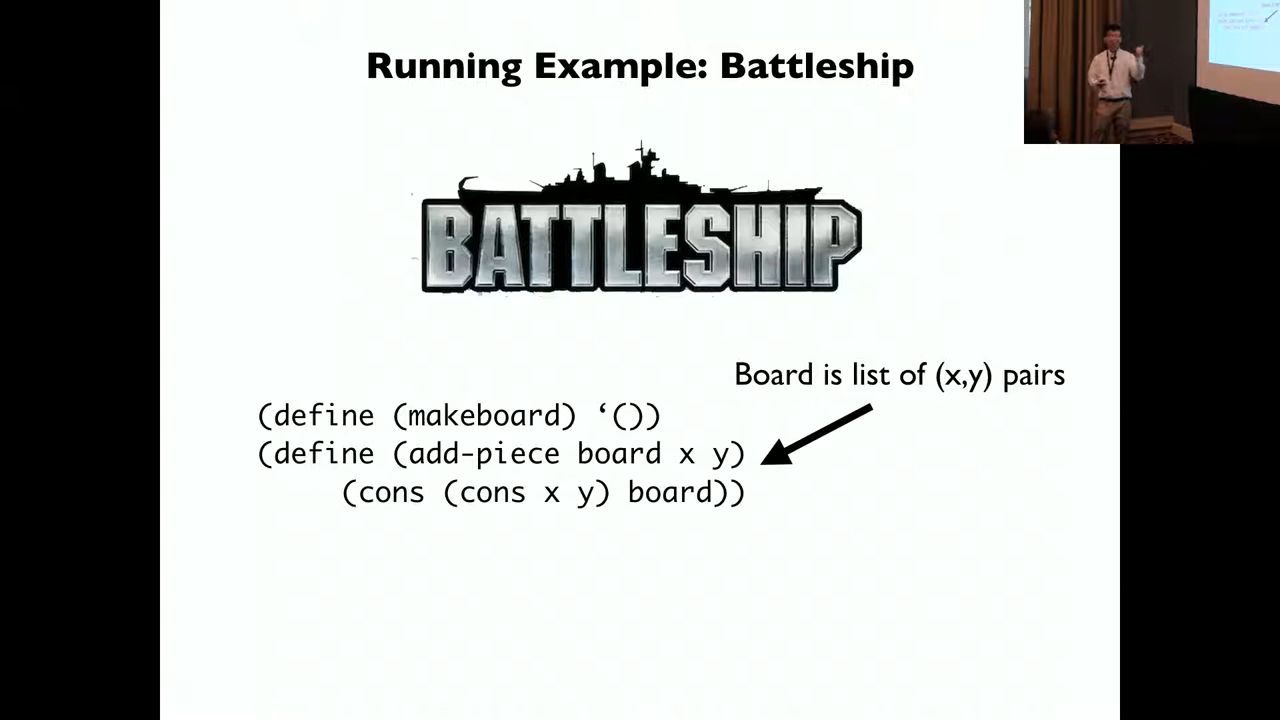 Running Example: Battleship
BATTLESHIP
Board is list of (x,y) pairs
(define (makeboard) ‘())
(define (add-piece board x y)
(cons (cons x y) board))